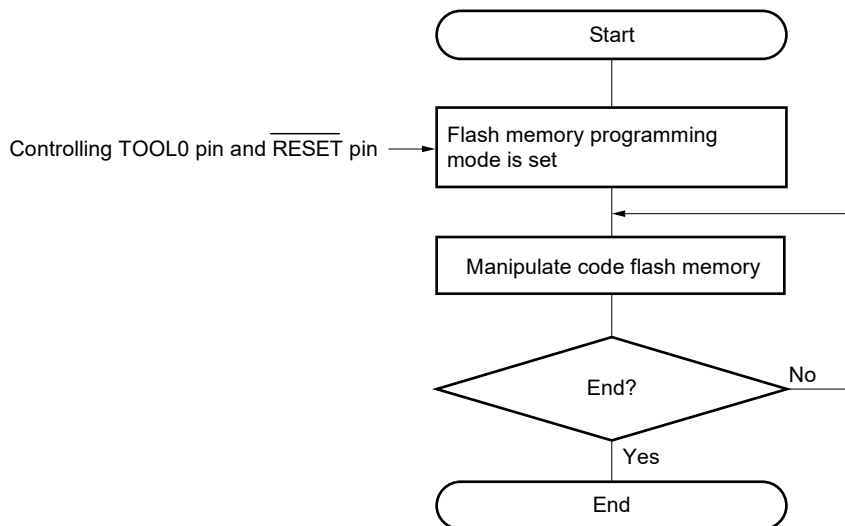 Start
Controlling TOOL0 pin and RESET pin
Flash memory programming
mode is set
Manipulate code flash memory
End?
No
Yes
End